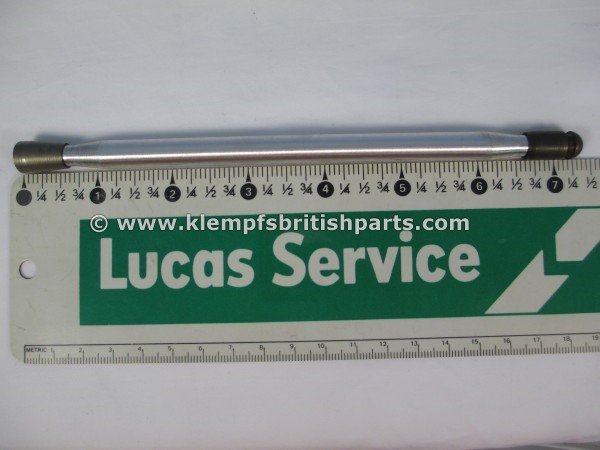 ¼ ½ ¾ 1 ¼ ½ ¾ 2 ¼ ½ ¾ 3 ¼ ½ ¾ 4 ¼ ½ ¾ 5 ¼ ½ ¾ 6 ¼ ½ ¾ 7 ¼ ½
© www.klempfsbritishparts.com
Lucas Service
METRIC 1 2 3 4 5 6 7 8 9 10 11 12 13 14 15 16 17 18 19